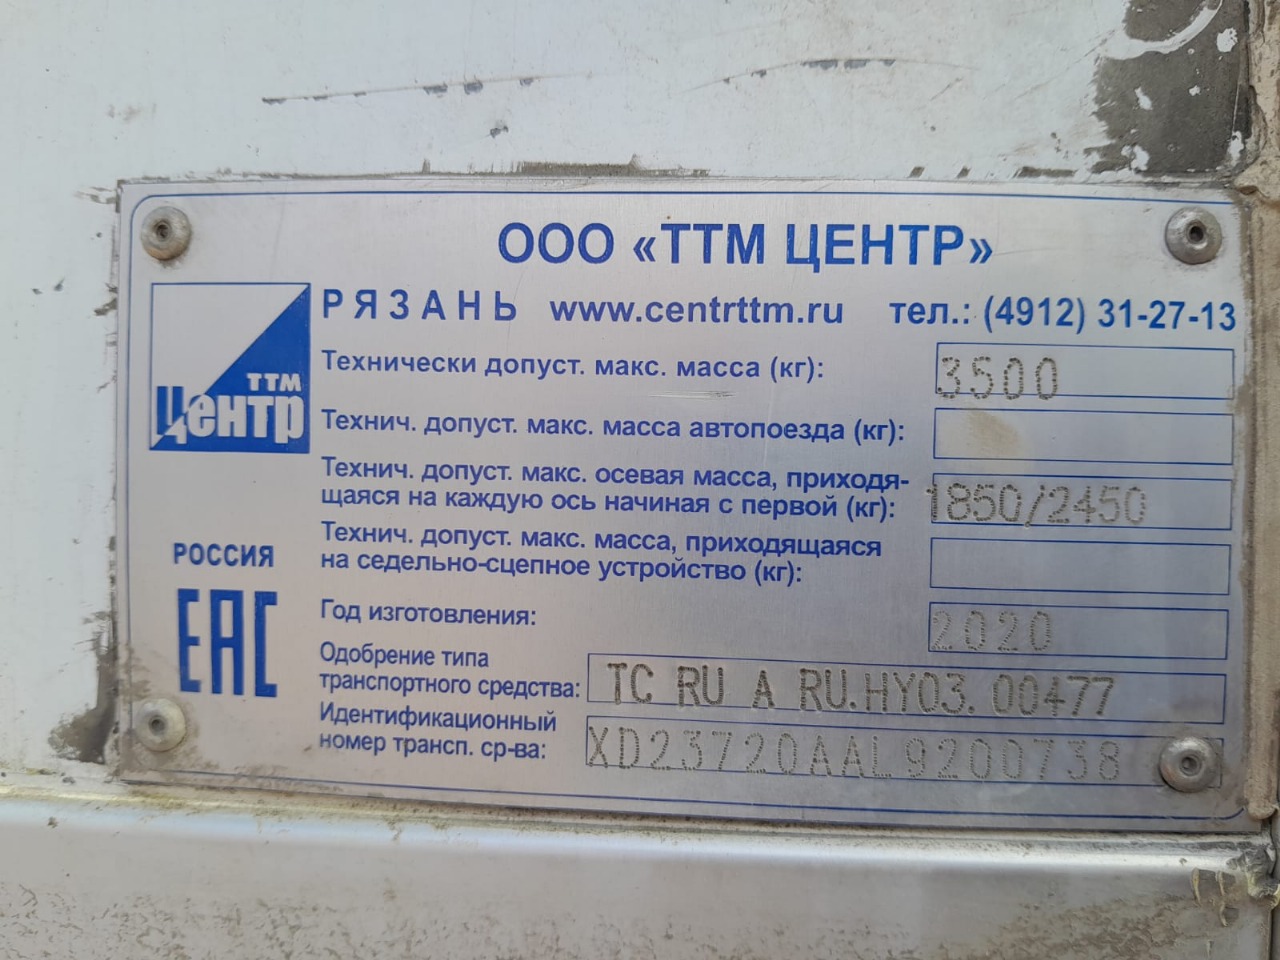 ООО «ТТМ ЦЕНТР»
РЯЗАНЬ www.centrttm.ru тел.: (4912) 31-27-13
ТТМ
Центр
Технически допуст. макс. масса (кг): 3500
Технич. допуст. макс. масса автопоезда (кг):
Технич. допуст. макс. осевая масса, приходя-
щаяся на каждую ось начиная с первой (кг): 1850/2450
Технич. допуст. макс. масса, приходящаяся
на седельно-сцепное устройство (кг):
РОССИЯ
ЕАС
Год изготовления: 2020
Одобрение типа
транспортного средства: ТС RU А RU.НУ03.00477
Идентификационный
номер трансп. ср-ва: XD23720AAL9200738